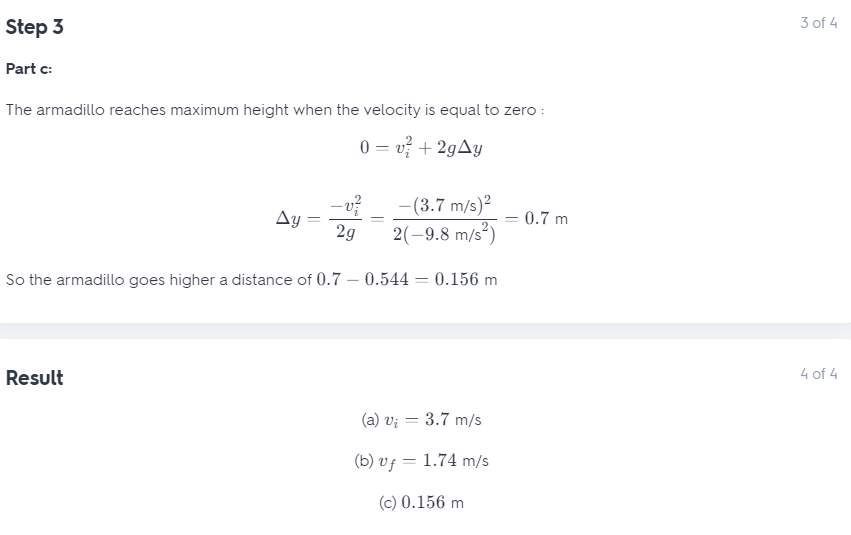 Step 3
3 of 4
Part c:
The armadillo reaches maximum height when the velocity is equal to zero :
0 = v_i^2 + 2gΔy
Δy = \frac{-v_i^2}{2g} = \frac{-(3.7 m/s)^2}{2(-9.8 m/s^2)} = 0.7 m
So the armadillo goes higher a distance of 0.7 − 0.544 = 0.156 m
Result
4 of 4
(a) v_i = 3.7 m/s
(b) v_f = 1.74 m/s
(c) 0.156 m